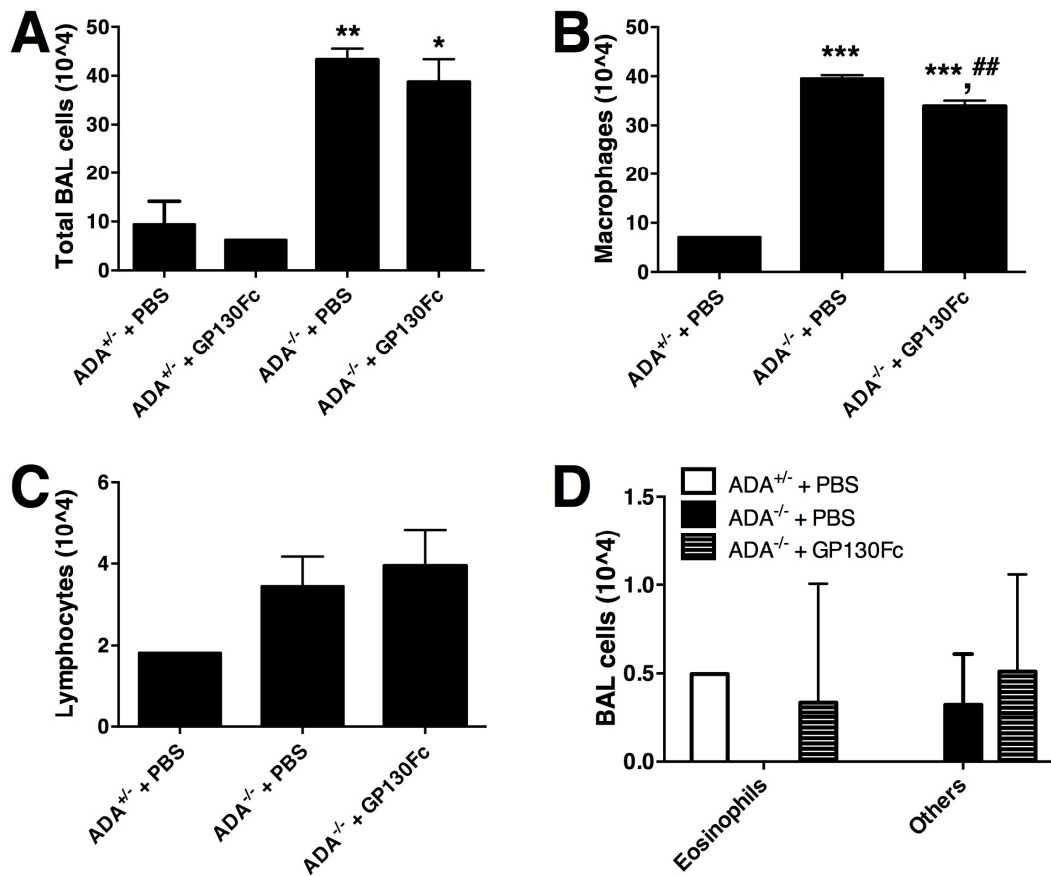 A
Total BAL cells (10^4)
50
40
30
20
10
0
**
*
ADA+/- + PBS
ADA+/- + GP130Fc
ADA-/- + PBS
ADA-/- + GP130Fc
B
Macrophages (10^4)
50
40
30
20
10
0
***
***, ##
ADA+/- + PBS
ADA-/- + PBS
ADA-/- + GP130Fc
C
Lymphocytes (10^4)
6
4
2
0
ADA+/- + PBS
ADA-/- + PBS
ADA-/- + GP130Fc
D
BAL cells (10^4)
1.5
1.0
0.5
0.0
ADA+/- + PBS
ADA-/- + PBS
ADA-/- + GP130Fc
Eosinophils
Others